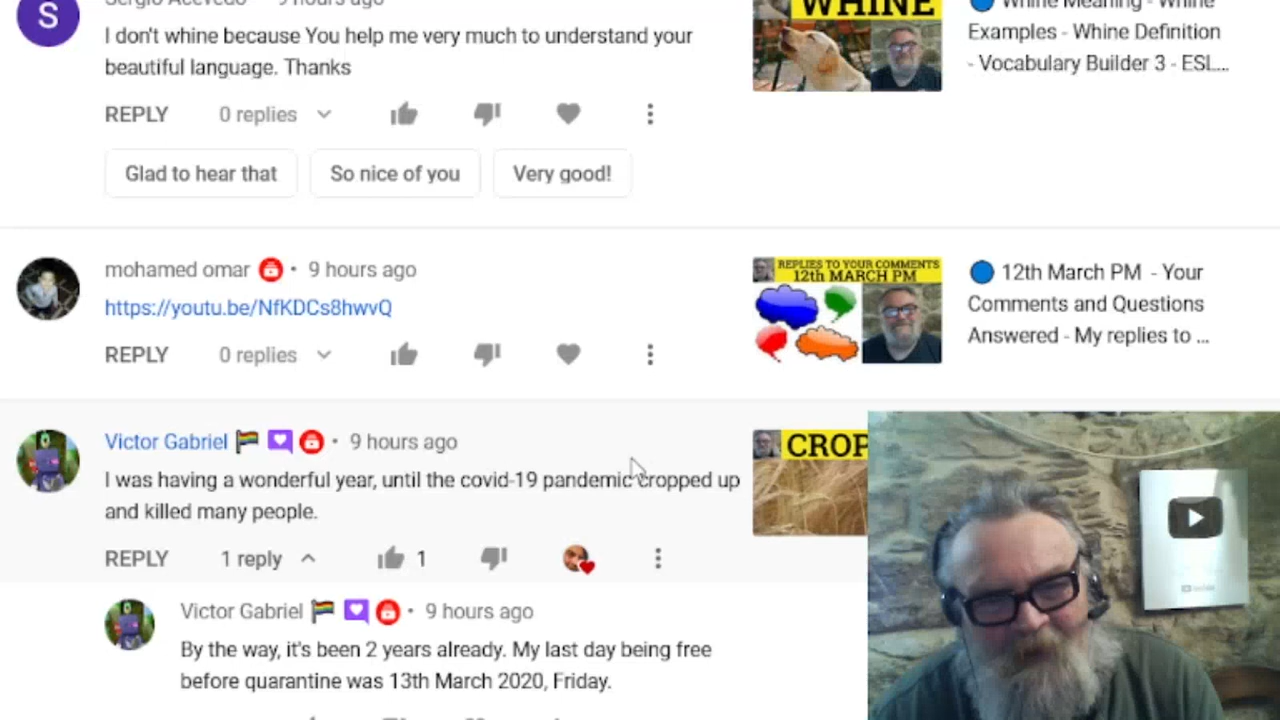 Sergio Acevedo 9 hours ago
I don't whine because You help me very much to understand your
beautiful language. Thanks
REPLY 0 replies
Glad to hear that So nice of you Very good!
WHINE
Whine Meaning - Whine
Examples - Whine Definition
- Vocabulary Builder 3 - ESL...
mohamed omar • 9 hours ago
https://youtu.be/NfKDCs8hwvQ
REPLY 0 replies
REPLIES TO YOUR COMMENTS
12th MARCH PM
12th March PM - Your
Comments and Questions
Answered - My replies to ...
Victor Gabriel • 9 hours ago
I was having a wonderful year, until the covid-19 pandemic cropped up
and killed many people.
REPLY 1 reply 1
CROP
Victor Gabriel • 9 hours ago
By the way, it's been 2 years already. My last day being free
before quarantine was 13th March 2020, Friday.